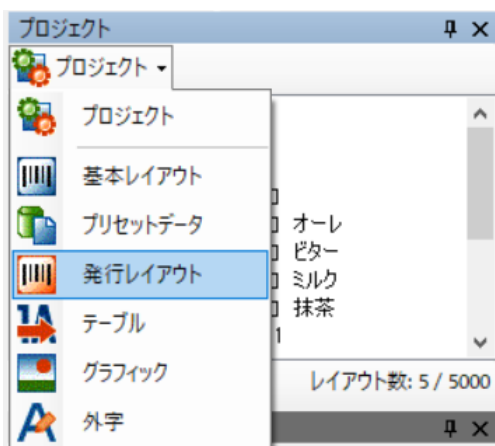 プロジェクト
プロジェクト
プロジェクト
基本レイアウト
プリセットデータ
オーレ
ビター
発行レイアウト
ミルク
抹茶
テーブル
1
グラフィック
レイアウト数: 5 / 5000
外字